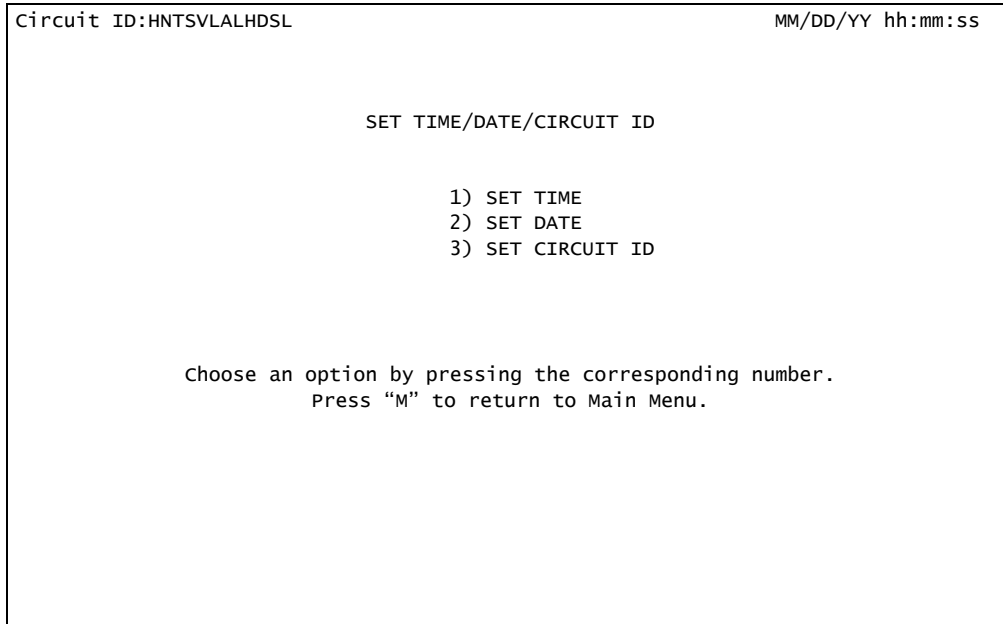 Circuit ID:HNTSVLALHDSL MM/DD/YY hh:mm:ss
SET TIME/DATE/CIRCUIT ID
1) SET TIME
2) SET DATE
3) SET CIRCUIT ID
Choose an option by pressing the corresponding number.
Press “M” to return to Main Menu.